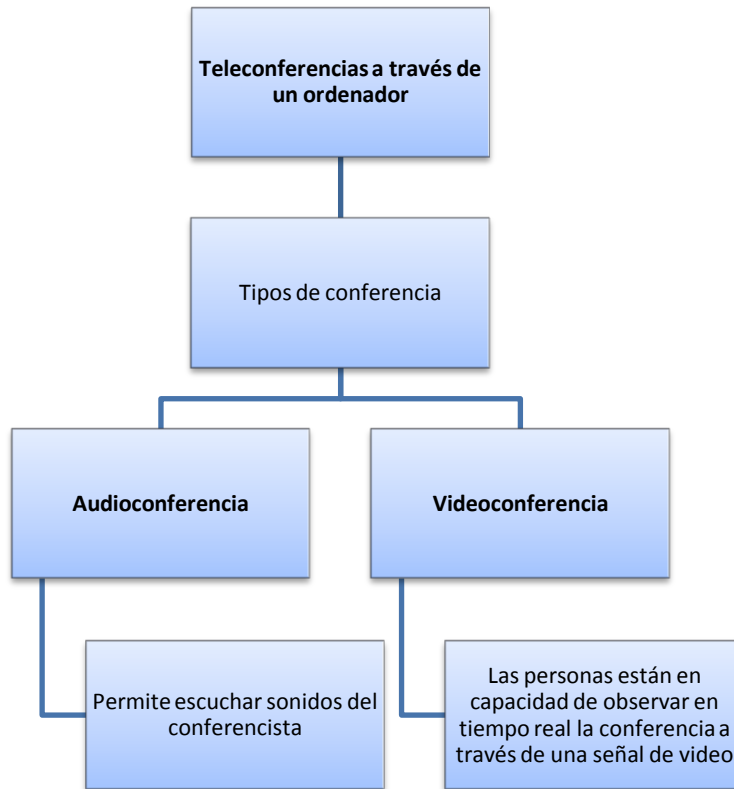 Teleconferencias a través de
un ordenador
Tipos de conferencia
Audioconferencia
Videoconferencia
Permite escuchar sonidos del
conferencista
Las personas están en
capacidad de observar en
tiempo real la conferencia a
través de una señal de video